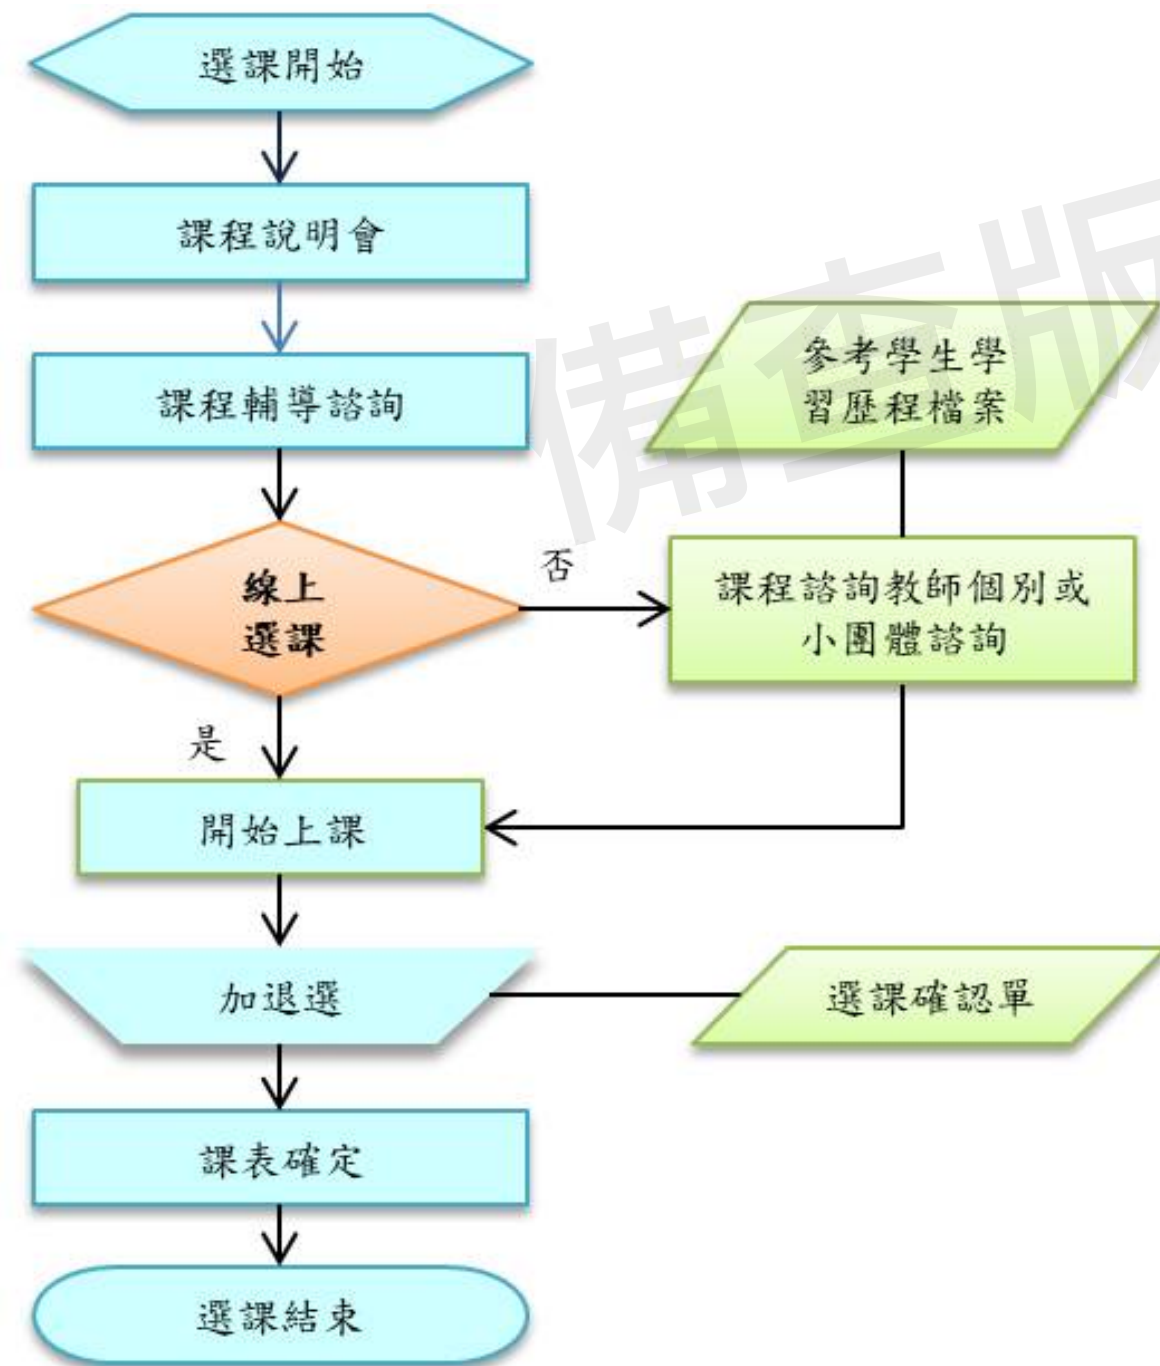 選課開始
課程說明會
課程輔導諮詢
參考學生學
習歷程檔案
線上
選課
否
課程諮詢教師個別或
小團體諮詢
是
開始上課
加退選
選課確認單
課表確定
選課結束
備查版